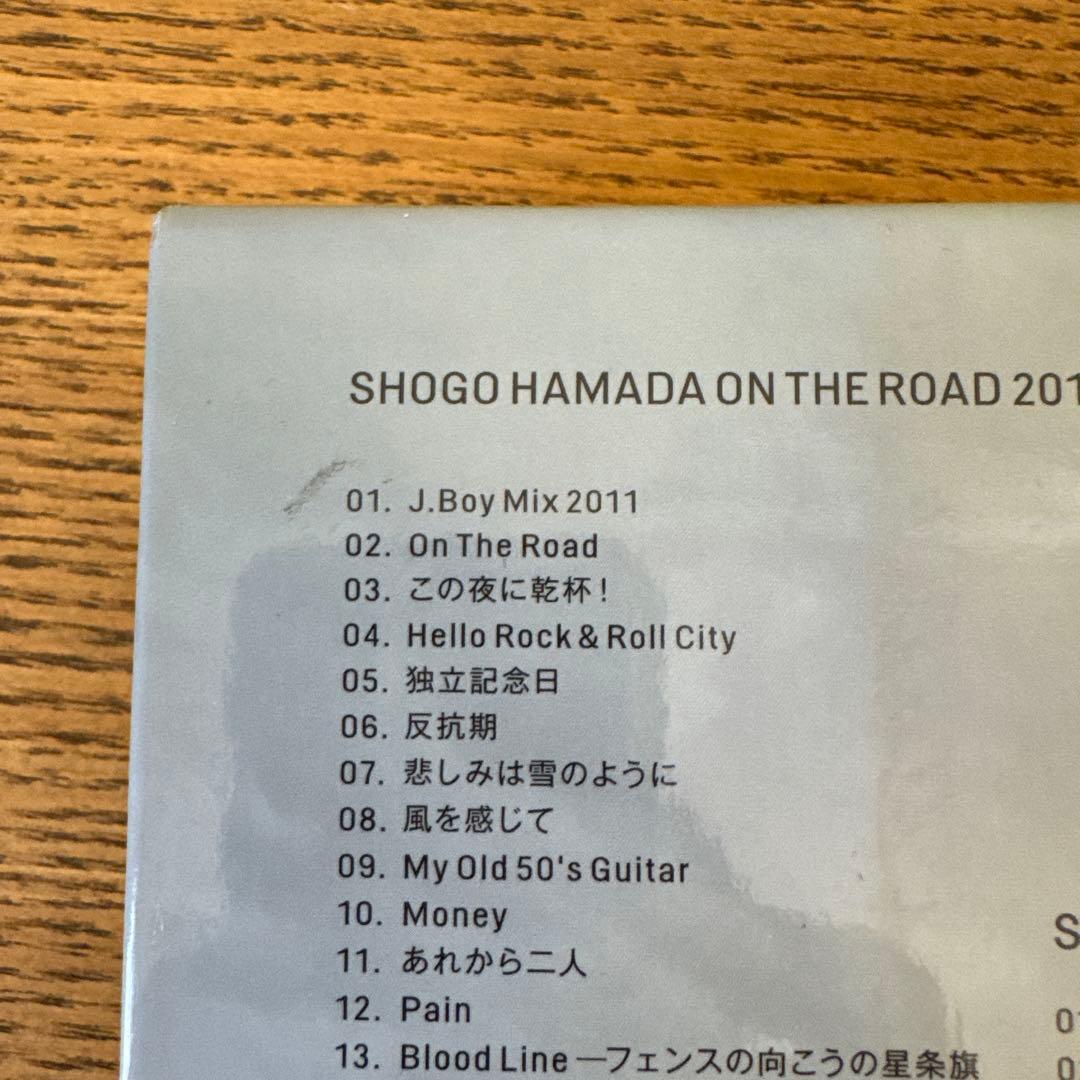 SHOGO HAMADA ON THE ROAD 201
01. J.Boy Mix 2011
02. On The Road
03. この夜に乾杯！
04. Hello Rock & Roll City
05. 独立記念日
06. 反抗期
07. 悲しみは雪のように
08. 風を感じて
09. My Old 50's Guitar
10. Money
11. あれから二人
12. Pain
13. Blood Line —フェンスの向こうの星条旗
S
01
0